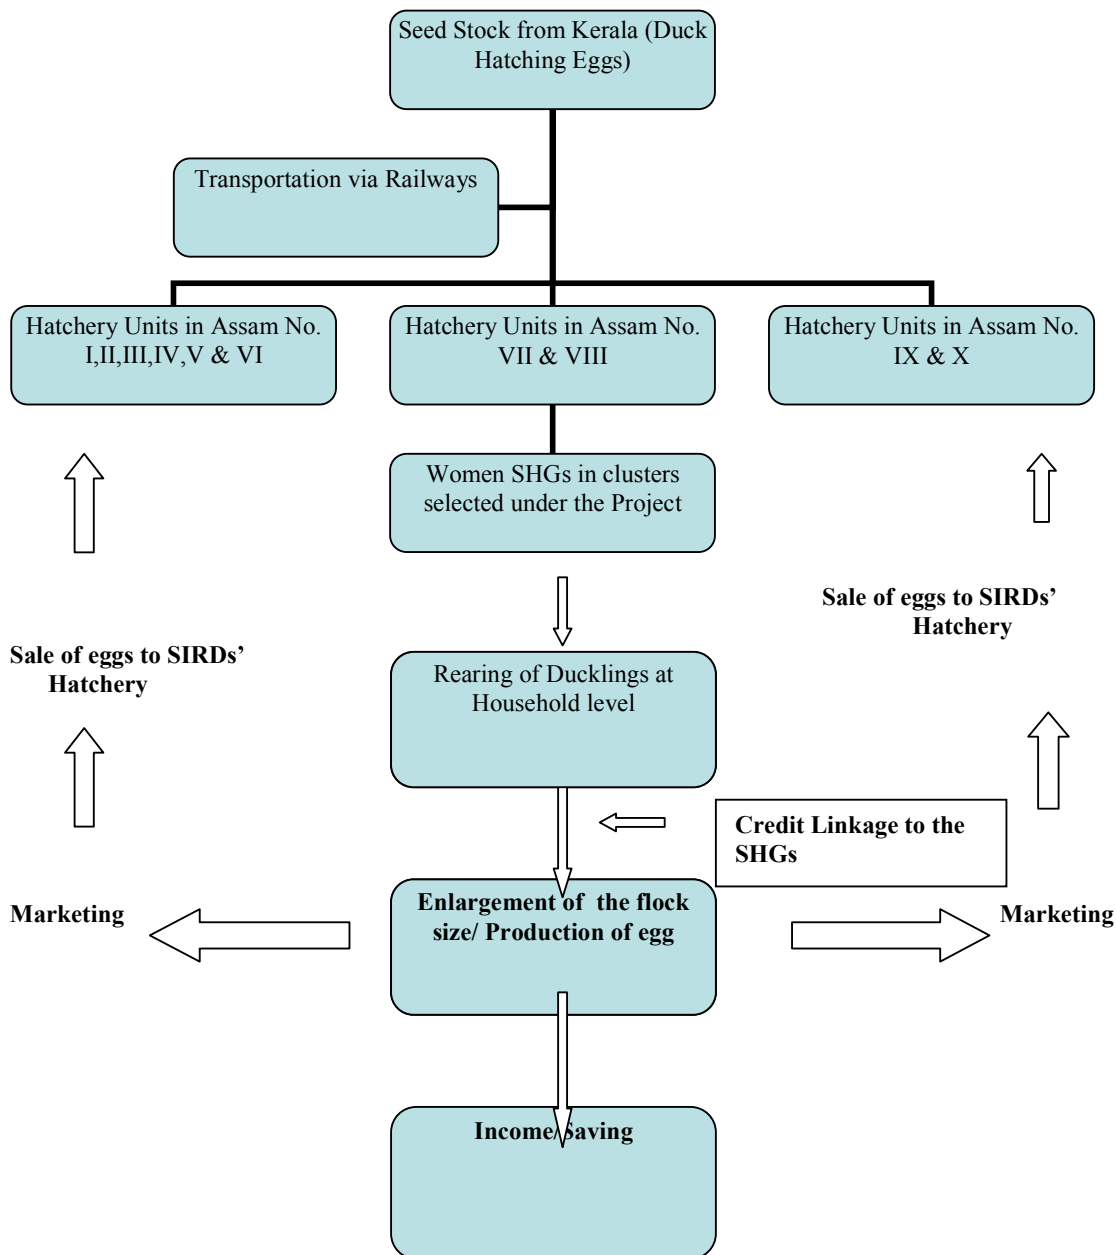 Seed Stock from Kerala (Duck
Hatching Eggs)
Transportation via Railways
Hatchery Units in Assam No.
I,II,III,IV,V & VI
Hatchery Units in Assam No.
VII & VIII
Hatchery Units in Assam No.
IX & X
Women SHGs in clusters
selected under the Project
Sale of eggs to SIRDs’
Hatchery
Sale of eggs to SIRDs’
Hatchery
Rearing of Ducklings at
Household level
Credit Linkage to the
SHGs
Marketing
Enlargement of the flock
size/ Production of egg
Marketing
Income/Saving